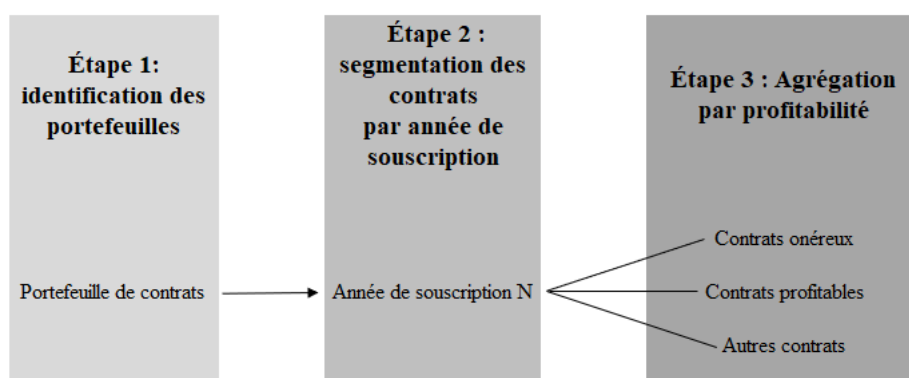 Étape 1:
identification des
portefeuilles
Étape 2 :
segmentation des
contrats
par année de
souscription
Étape 3 : Agrégation
par profitabilité
Portefeuille de contrats
Année de souscription N
Contrats onéreux
Contrats profitables
Autres contrats